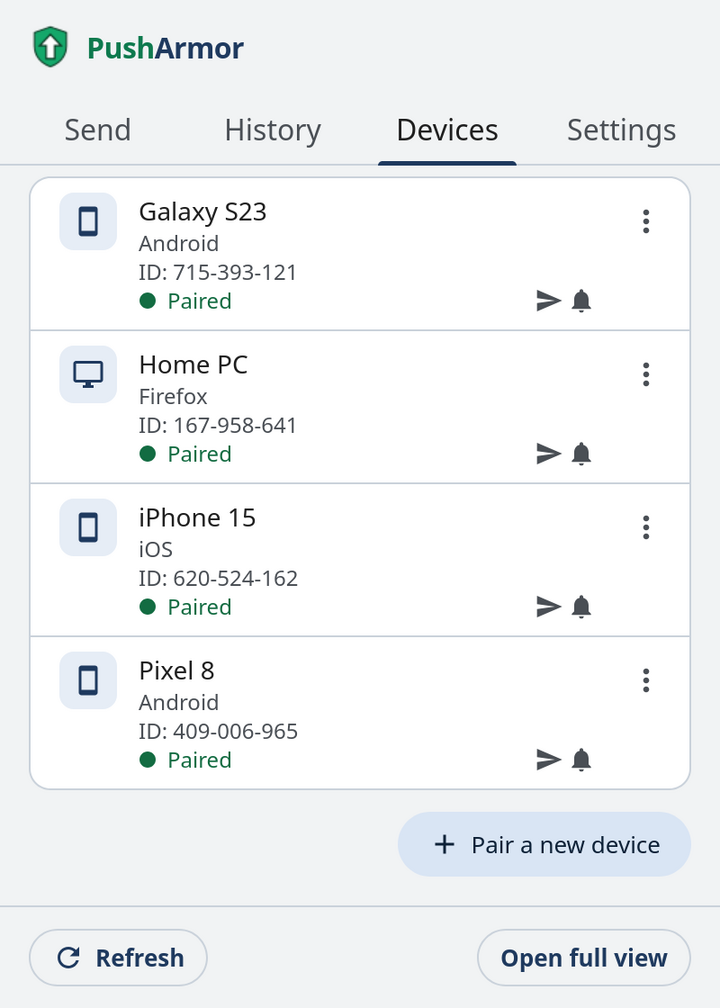 PushArmor
Send History Devices Settings
Galaxy S23
Android
ID: 715-393-121
Paired
Home PC
Firefox
ID: 167-958-641
Paired
iPhone 15
iOS
ID: 620-524-162
Paired
Pixel 8
Android
ID: 409-006-965
Paired
Pair a new device
Refresh Open full view